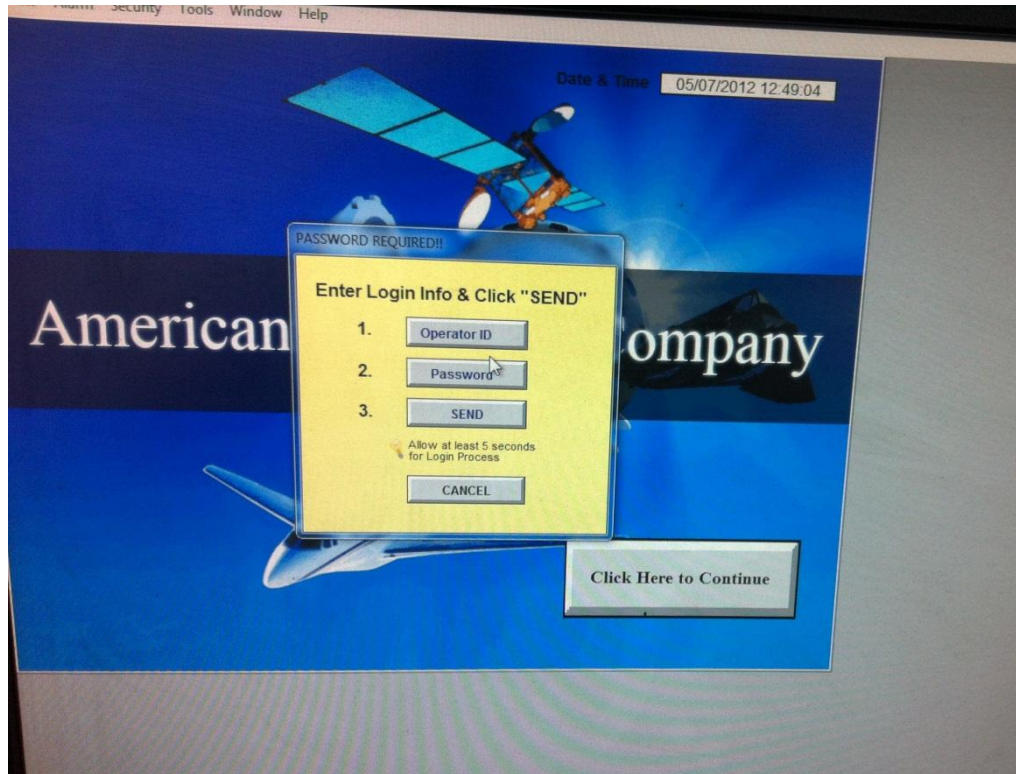 Alarm Security Tools Window Help
Date & Time 05/07/2012 12:49:04
PASSWORD REQUIRED!!
Enter Login Info & Click "SEND"
American
ompany
1. Operator ID
2. Password
3. SEND
Allow at least 5 seconds
for Login Process
CANCEL
Click Here to Continue